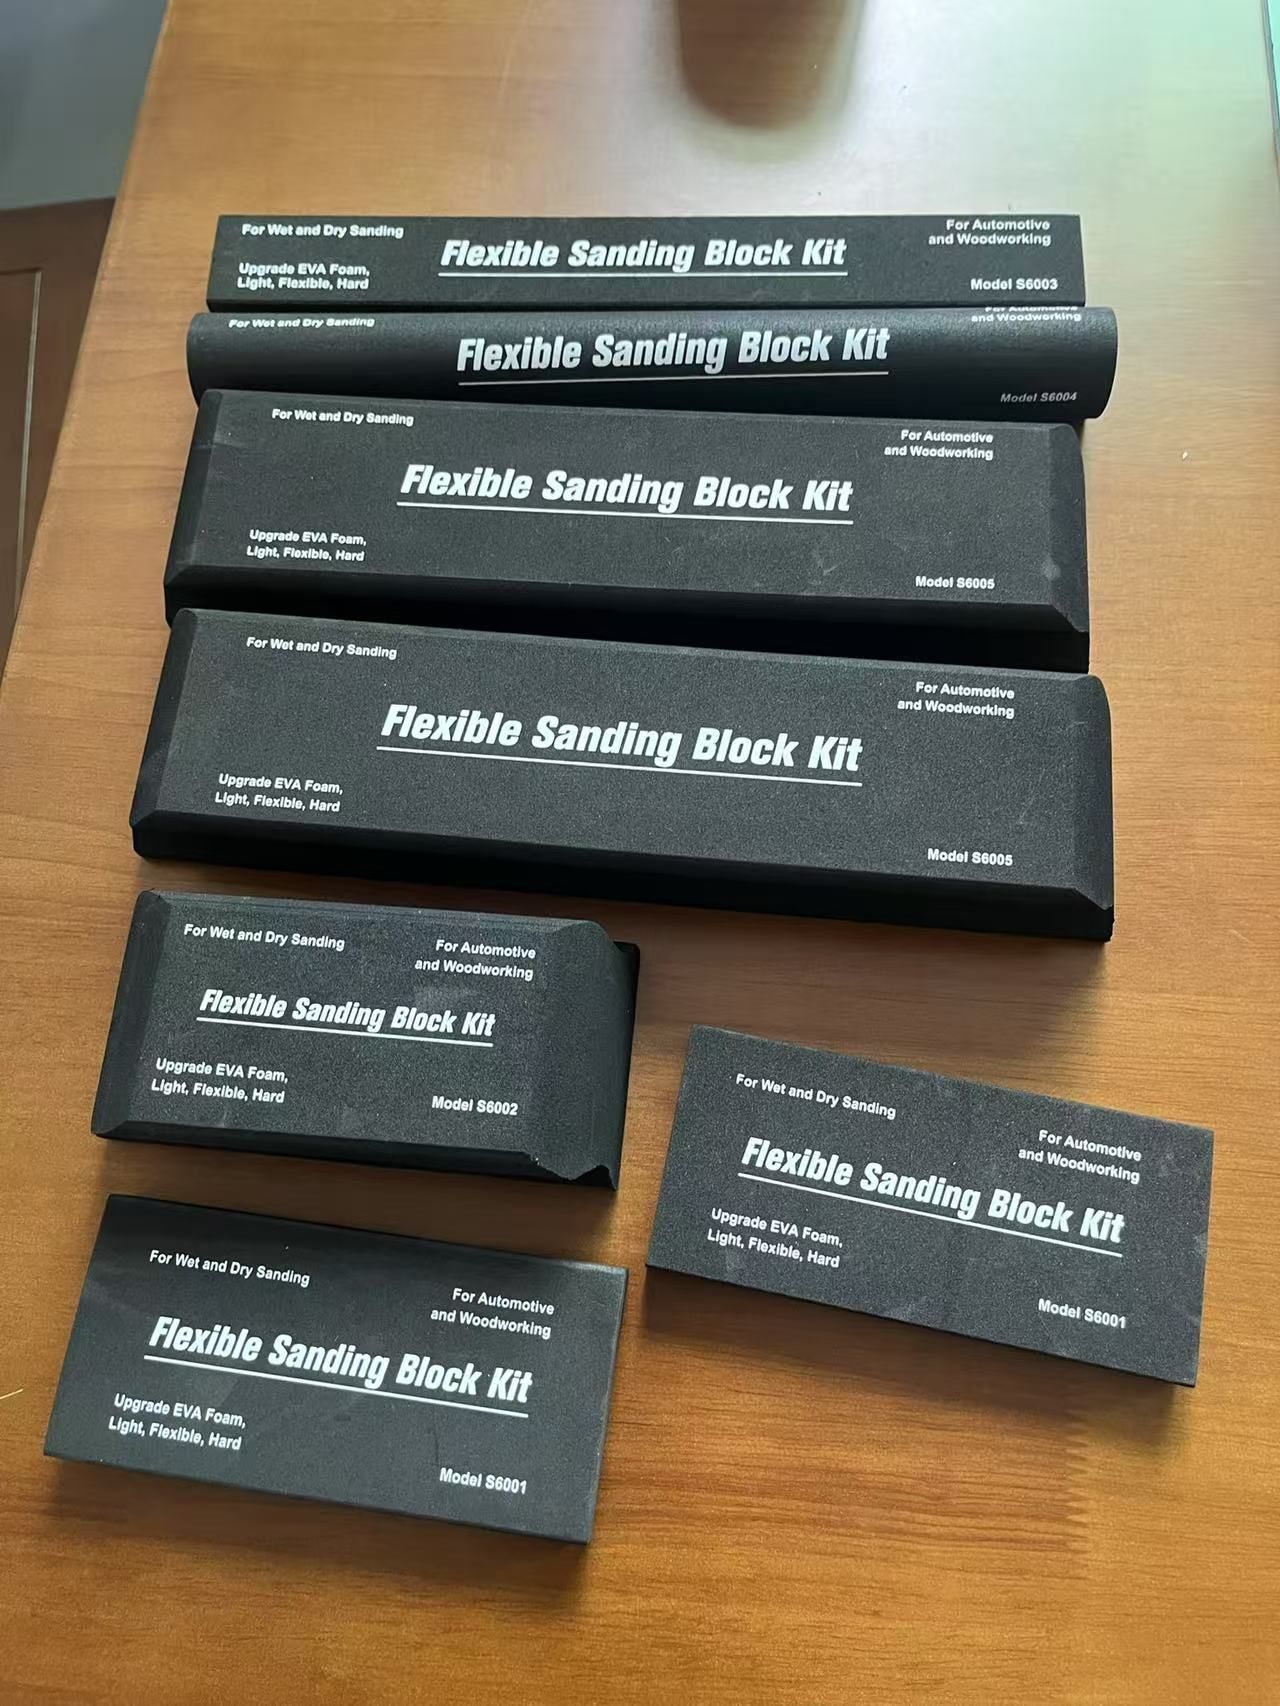 For Wet and Dry Sanding
For Automotive
and Woodworking
Flexible Sanding Block Kit
Upgrade EVA Foam,
Light, Flexible, Hard
Model S6003
For Wet and Dry Sanding
For Automotive
and Woodworking
Flexible Sanding Block Kit
Model S6004
For Wet and Dry Sanding
For Automotive
and Woodworking
Flexible Sanding Block Kit
Upgrade EVA Foam,
Light, Flexible, Hard
Model S6005
For Wet and Dry Sanding
For Automotive
and Woodworking
Flexible Sanding Block Kit
Upgrade EVA Foam,
Light, Flexible, Hard
Model S6005
For Wet and Dry Sanding
For Automotive
and Woodworking
Flexible Sanding Block Kit
Upgrade EVA Foam,
Light, Flexible, Hard
Model S6002
For Wet and Dry Sanding
For Automotive
and Woodworking
Flexible Sanding Block Kit
Upgrade EVA Foam,
Light, Flexible, Hard
Model S6001
For Wet and Dry Sanding
For Automotive
and Woodworking
Flexible Sanding Block Kit
Upgrade EVA Foam,
Light, Flexible, Hard
Model S6001